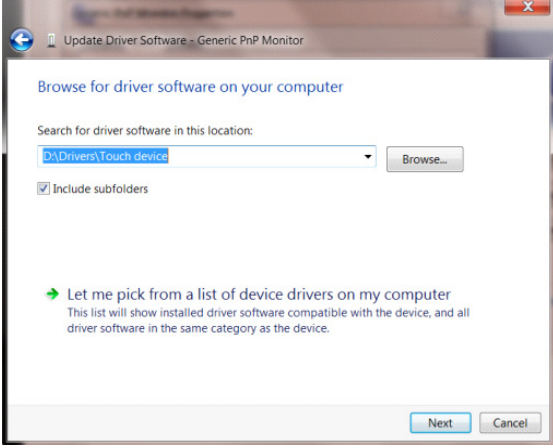 Update Driver Software - Generic PnP Monitor
Browse for driver software on your computer
Search for driver software in this location:
D:\Drivers\Touch device
Browse...
Include subfolders
Let me pick from a list of device drivers on my computer
This list will show installed driver software compatible with the device, and all
driver software in the same category as the device.
Next
Cancel